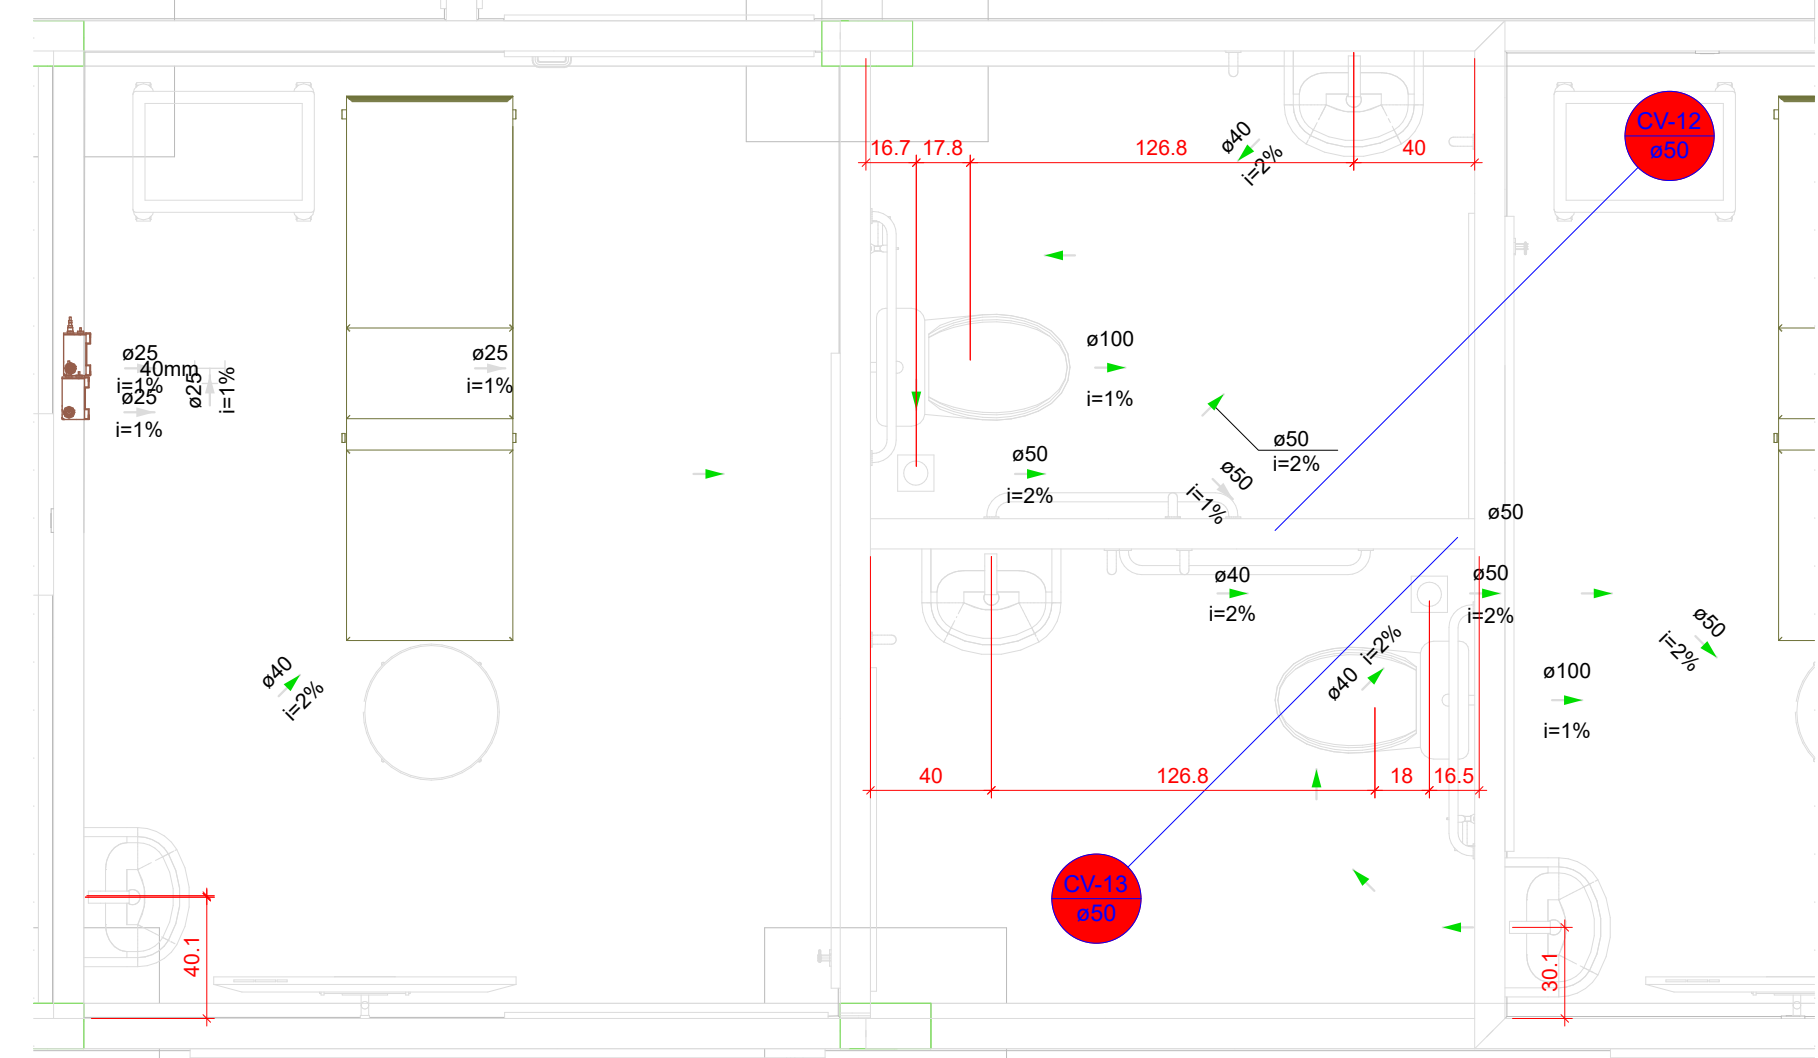 CV-12
ø50
16.7
17.8
126.8
40
ø40
i=2%
ø25
40mm
i=1%
ø25
i=1%
ø25
i=1%
ø25
i=1%
ø100
i=1%
ø50
i=2%
ø50
i=2%
ø50
i=1%
ø50
ø40
i=2%
ø50
i=2%
ø40
i=2%
ø50
i=2%
ø100
i=1%
ø40
i=2%
40
126.8
18
16.5
CV-13
ø50
40.1
30.1